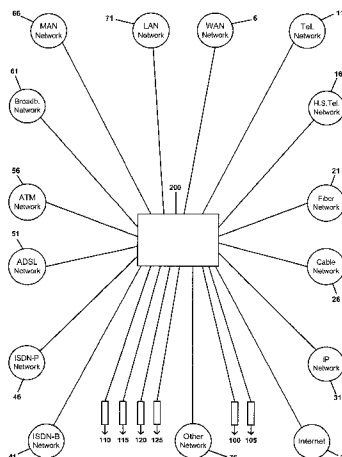 66
MAN
Network
71
LAN
Network
WAN
Network
6
Tel.
Network
11
61
Broadb.
Network
H.S.Tel.
Network
16
56
ATM
Network
200
21
Fiber
Network
51
ADSL
Network
Cable
Network
26
ISDN-P
Network
46
IP
Network
31
110
115
120
125
100
105
ISDN-B
Network
41
Other
Network
76
Internet